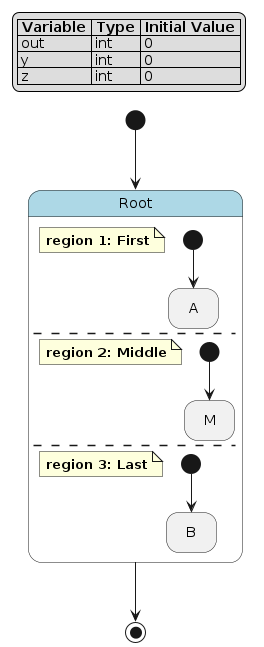 Variable Type Initial Value
out int 0
y int 0
z int 0
Root
region 1: First
A
region 2: Middle
M
region 3: Last
B